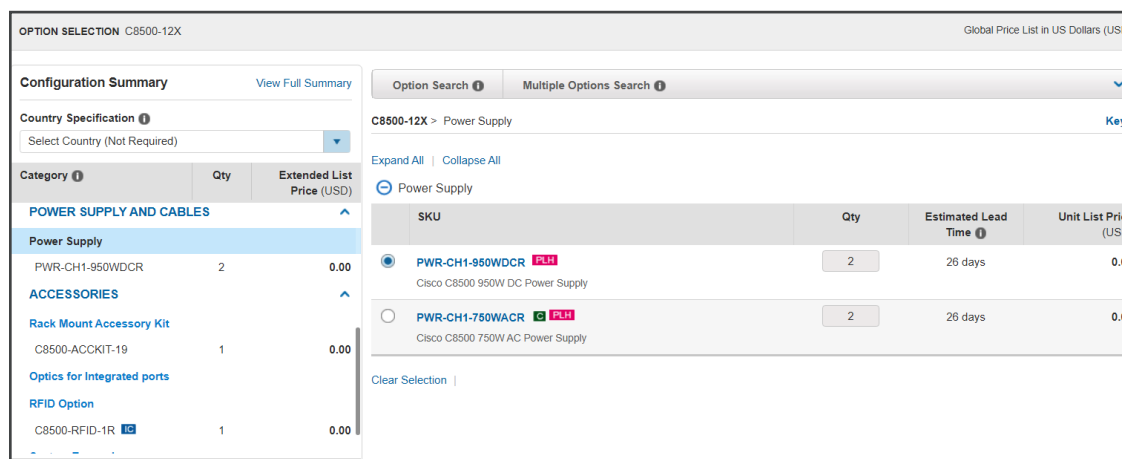 OPTION SELECTION C8500-12X
Global Price List in US Dollars (US
Configuration Summary
View Full Summary
Country Specification
Select Country (Not Required)
Category Qty Extended List Price (USD)
POWER SUPPLY AND CABLES
Power Supply
PWR-CH1-950WDCR 2 0.00
ACCESSORIES
Rack Mount Accessory Kit
C8500-ACCKIT-19 1 0.00
Optics for Integrated ports
RFID Option
C8500-RFID-1R IC 1 0.00
Option Search
Multiple Options Search
C8500-12X > Power Supply
Key
Expand All | Collapse All
Power Supply
SKU Qty Estimated Lead Time Unit List Pri
(US
PWR-CH1-950WDCR PLH 2 26 days 0.
Cisco C8500 950W DC Power Supply
PWR-CH1-750WACR C PLH 2 26 days 0.
Cisco C8500 750W AC Power Supply
Clear Selection |